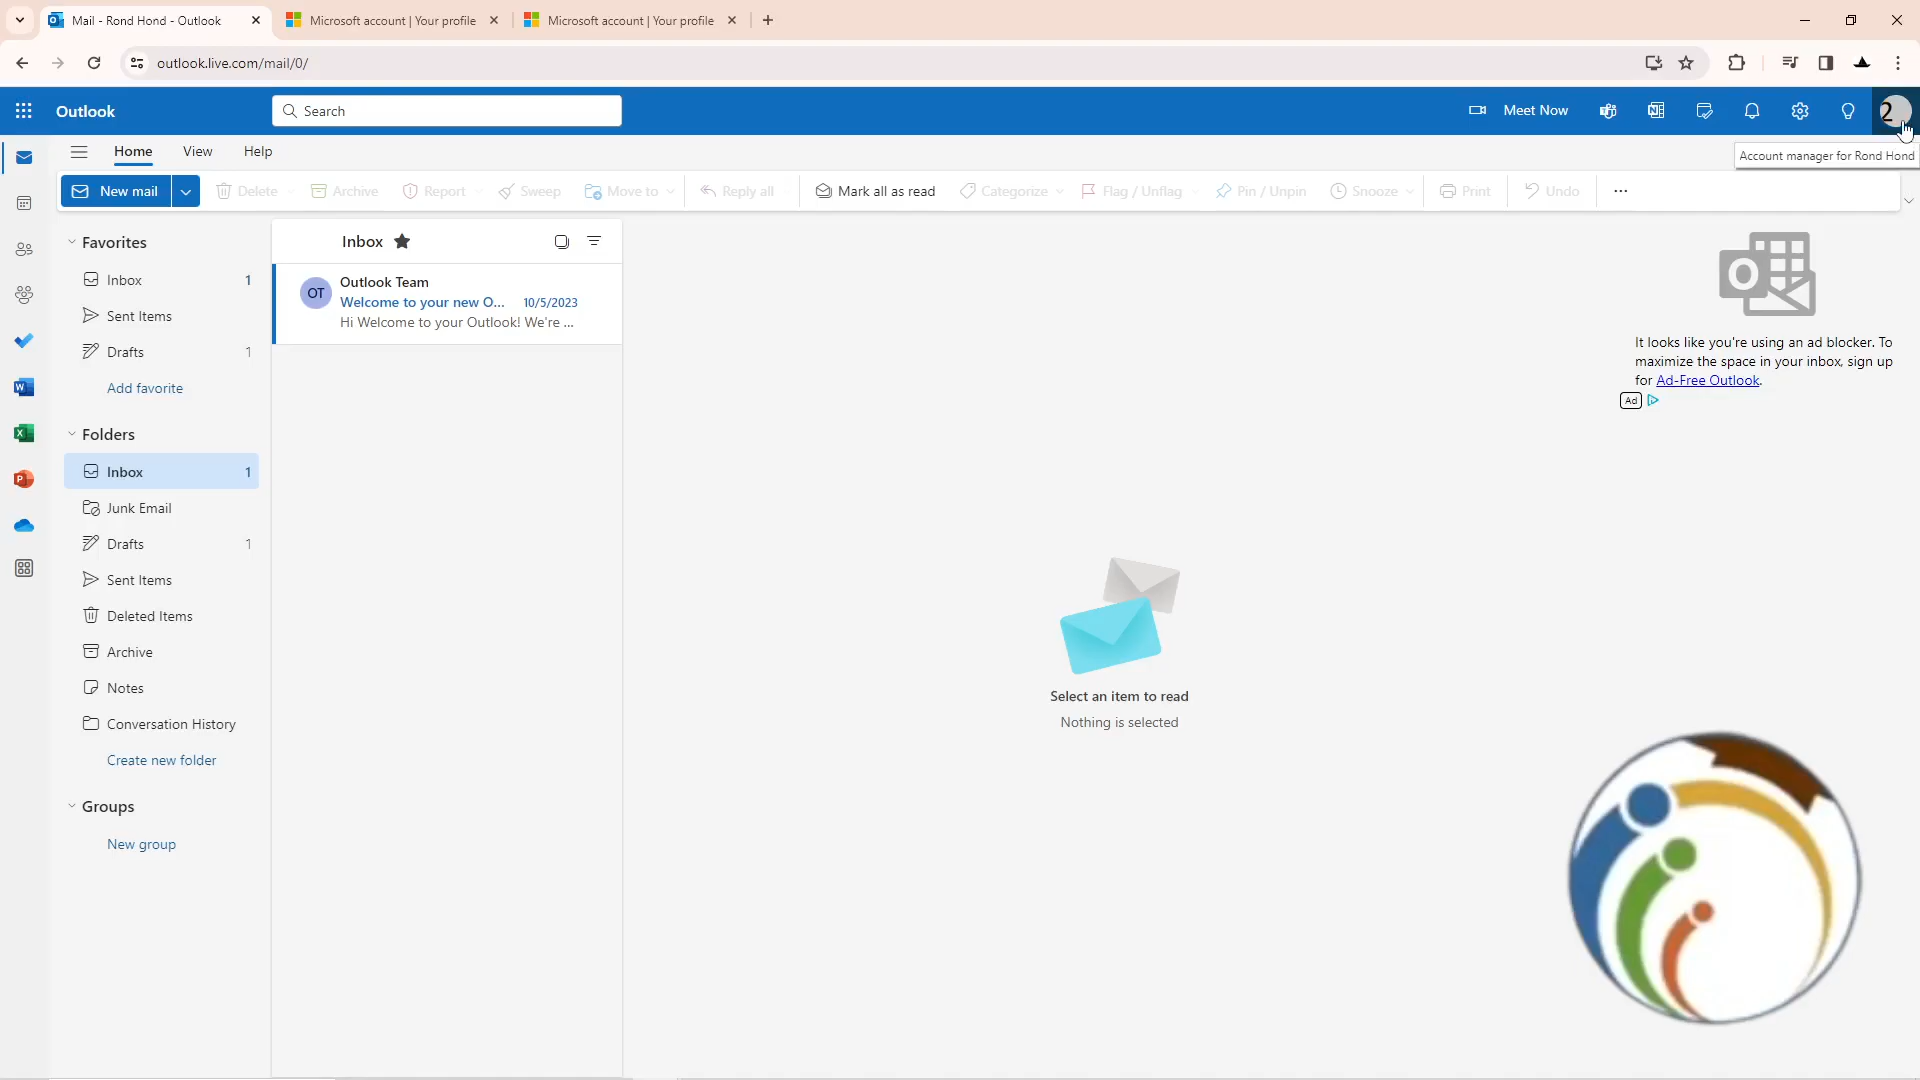 Mail - Rond Hond - Outlook
Microsoft account | Your profile
Microsoft account | Your profile
outlook.live.com/mail/0/
Outlook
Search
Meet Now
2
Account manager for Rond Hond
Home
View
Help
New mail
Delete
Archive
Report
Sweep
Move to
Reply all
Mark all as read
Categorize
Flag / Unflag
Pin / Unpin
Snooze
Print
Undo
Favorites
Inbox 1
Sent Items
Drafts 1
Add favorite
Folders
Inbox 1
Junk Email
Drafts 1
Sent Items
Deleted Items
Archive
Notes
Conversation History
Create new folder
Groups
New group
Inbox
OT
Outlook Team
Welcome to your new O... 10/5/2023
Hi Welcome to your Outlook! We're ...
Select an item to read
Nothing is selected
It looks like you're using an ad blocker. To
maximize the space in your inbox, sign up
for Ad-Free Outlook.
Ad